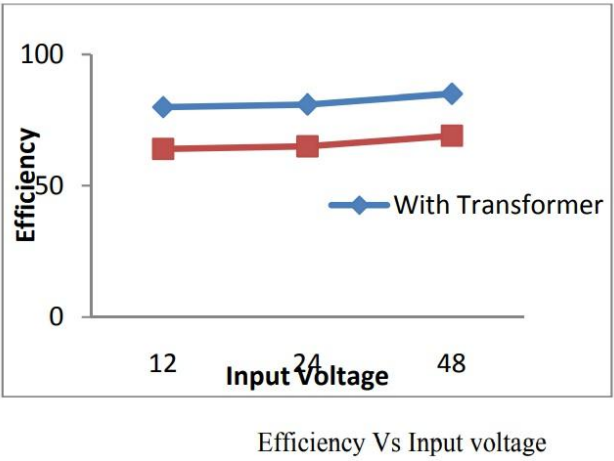 100
50
0
Efficiency
With Transformer
12 24 48
Input Voltage
Efficiency Vs Input voltage